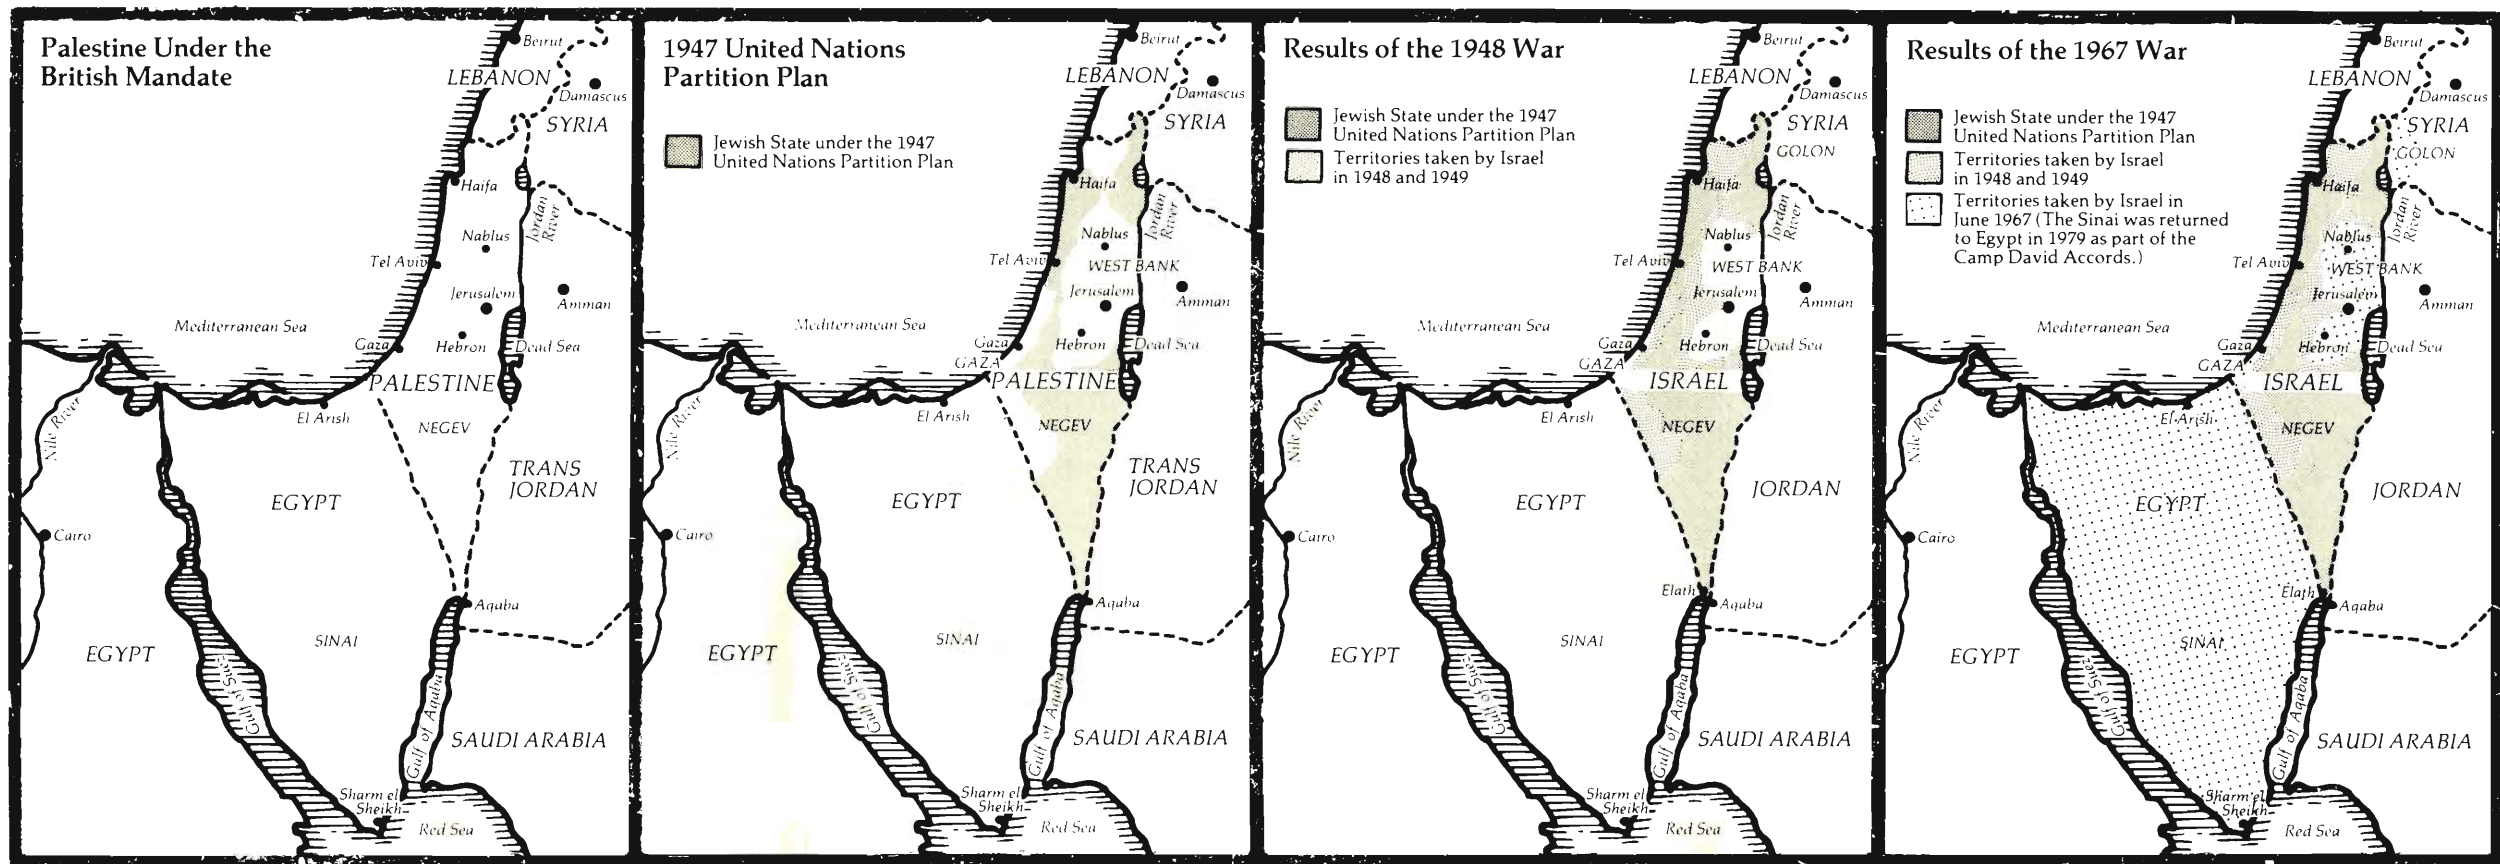 Palestine Under the
British Mandate
Beirut
LEBANON
Damascus
SYRIA
Haifa
Jordan
River
Nablus
Tel Aviv
Jerusalem
Amman
Mediterranean Sea
Gaza
Hebron
Dead Sea
PALESTINE
El Arish
NEGEV
Nile River
TRANS
JORDAN
EGYPT
Cairo
Aqaba
SINAI
EGYPT
Gulf of Suez
Gulf of Aqaba
SAUDI ARABIA
Sharm el
Sheikh
Red Sea
1947 United Nations
Partition Plan
Jewish State under the 1947
United Nations Partition Plan
Beirut
LEBANON
Damascus
SYRIA
Haifa
Jordan
River
Nablus
Tel Aviv
WEST BANK
Jerusalem
Amman
Mediterranean Sea
Gaza
Hebron
Dead Sea
GAZA
PALESTINE
El Arish
NEGEV
Nile River
TRANS
JORDAN
EGYPT
Cairo
Aqaba
SINAI
EGYPT
Gulf of Suez
Gulf of Aqaba
SAUDI ARABIA
Sharm el
Sheikh
Red Sea
Results of the 1948 War
Jewish State under the 1947
United Nations Partition Plan
Territories taken by Israel
in 1948 and 1949
Beirut
LEBANON
Damascus
SYRIA
GOLON
Haifa
Jordan
River
Nablus
Tel Aviv
WEST BANK
Jerusalem
Amman
Mediterranean Sea
Gaza
Hebron
Dead Sea
GAZA
ISRAEL
El Arish
NEGEV
Nile River
JORDAN
EGYPT
Cairo
Elath
Aqaba
SINAI
EGYPT
Gulf of Suez
Gulf of Aqaba
SAUDI ARABIA
Sharm el
Sheikh
Red Sea
Results of the 1967 War
Jewish State under the 1947
United Nations Partition Plan
Territories taken by Israel
in 1948 and 1949
Territories taken by Israel in
June 1967 (The Sinai was returned
to Egypt in 1979 as part of the
Camp David Accords.)
Beirut
LEBANON
Damascus
SYRIA
GOLON
Haifa
Jordan
River
Nablus
Tel Aviv
WEST BANK
Jerusalem
Amman
Mediterranean Sea
Gaza
Hebron
Dead Sea
GAZA
ISRAEL
El Arish
NEGEV
Nile River
JORDAN
EGYPT
Cairo
Elath
Aqaba
SINAI
EGYPT
Gulf of Suez
Gulf of Aqaba
SAUDI ARABIA
Sharm el
Sheikh
Red Sea